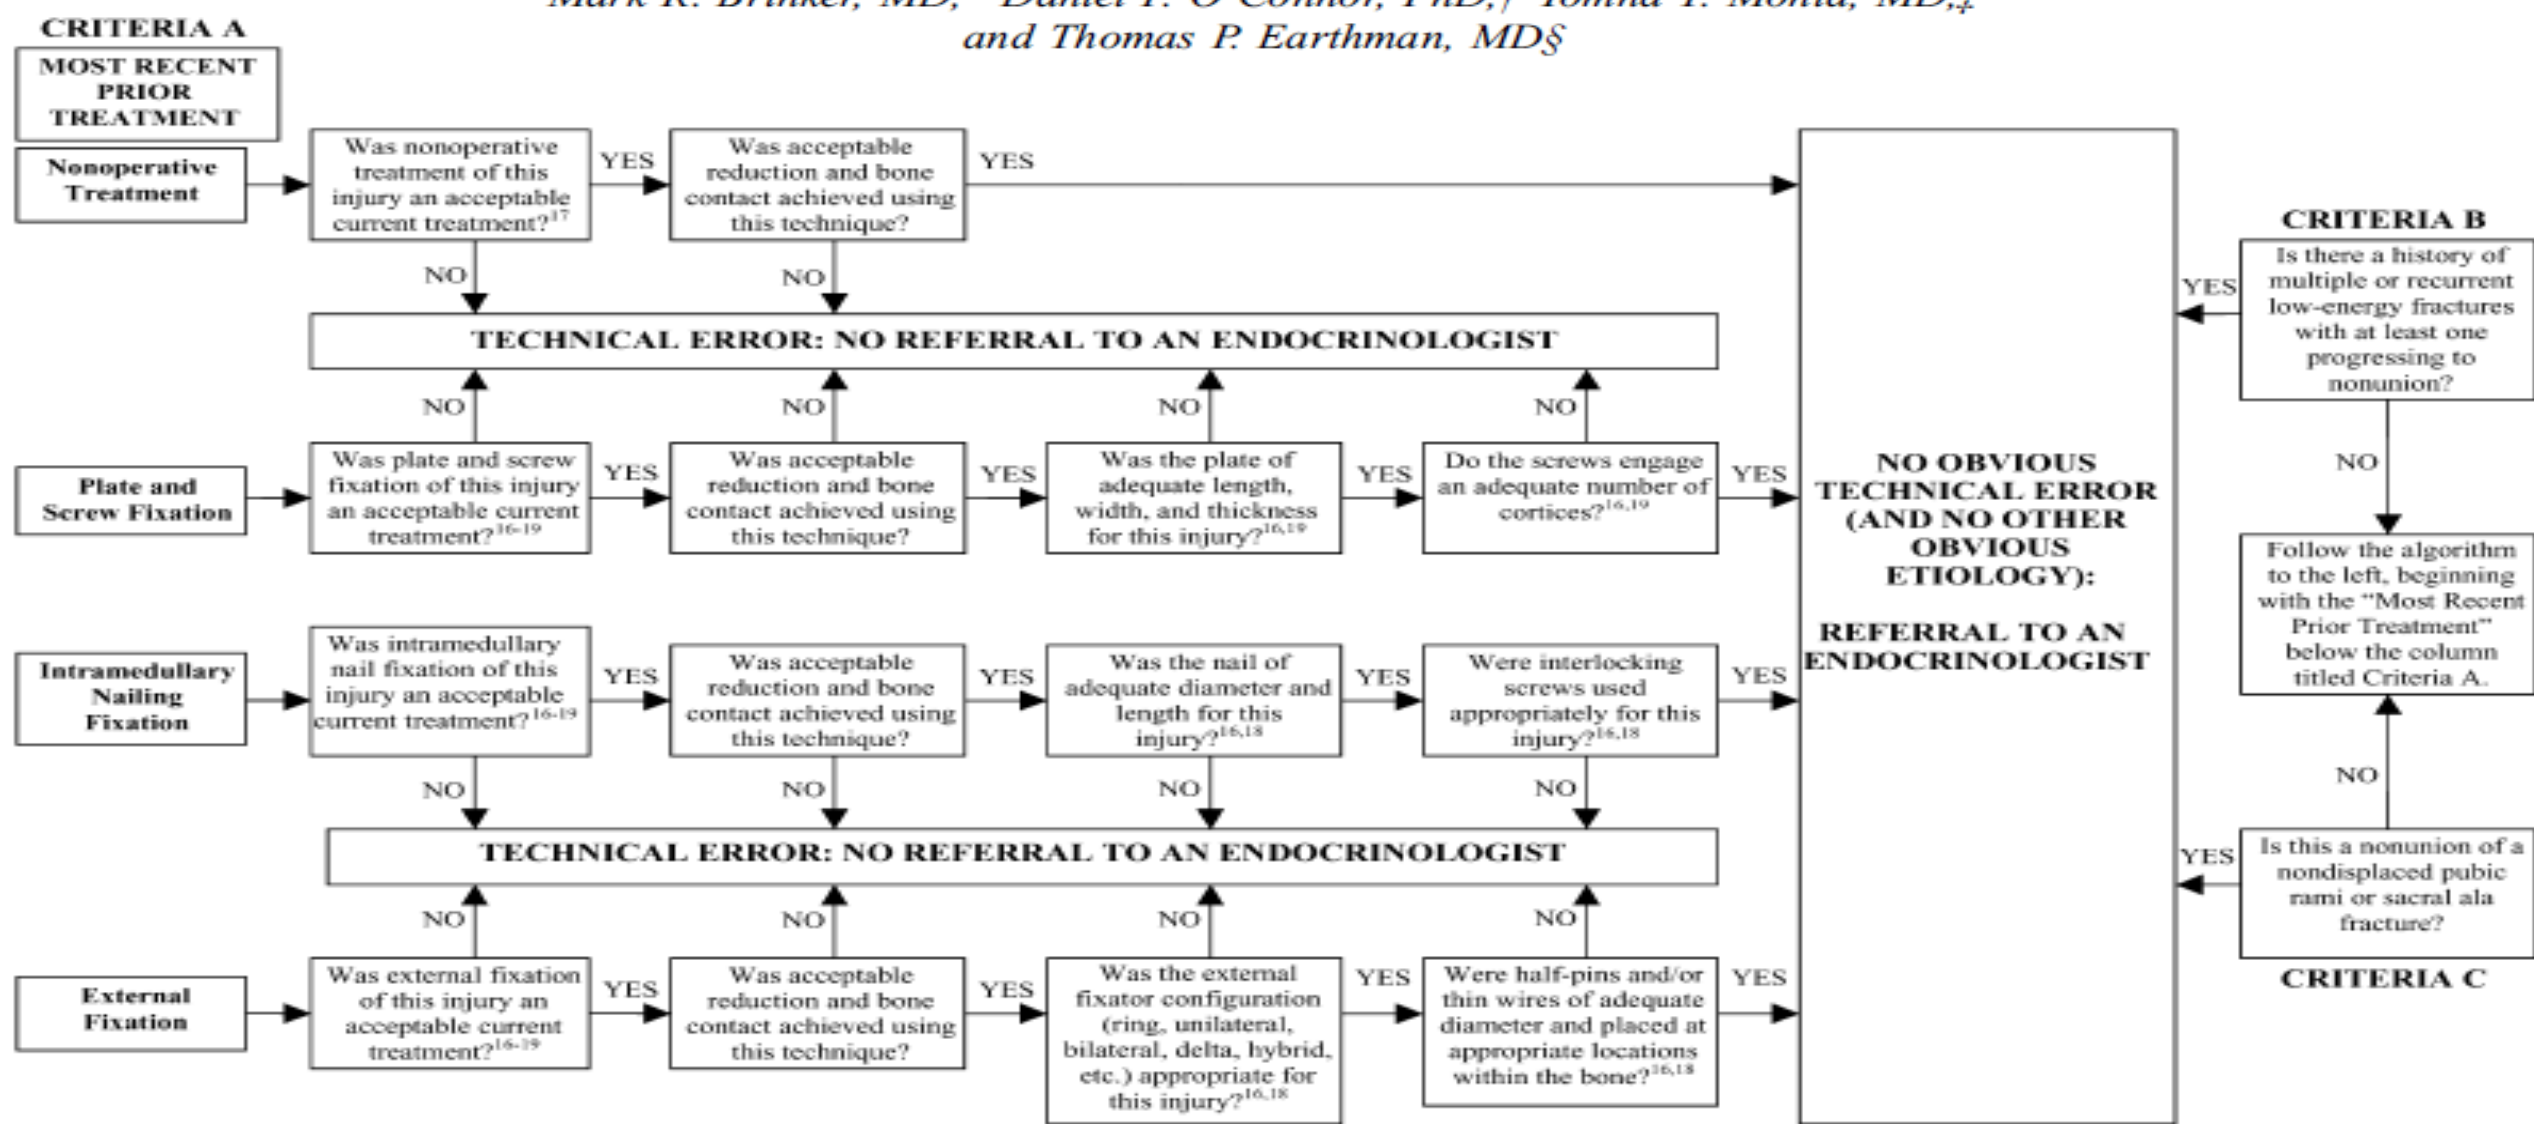 Mark R. Brinker, MD,* Daniel P. O'Connor, PhD,† Yomna T. Monla, MD,‡
and Thomas P. Earthman, MD§
CRITERIA A
MOST RECENT
PRIOR
TREATMENT
Nonoperative
Treatment
Was nonoperative
treatment of this
injury an acceptable
current treatment?17
YES
Was acceptable
reduction and bone
contact achieved using
this technique?
YES
NO
NO
TECHNICAL ERROR: NO REFERRAL TO AN ENDOCRINOLOGIST
NO
NO
NO
NO
Plate and
Screw Fixation
Was plate and screw
fixation of this injury
an acceptable current
treatment?16-19
YES
Was acceptable
reduction and bone
contact achieved using
this technique?
YES
Was the plate of
adequate length,
width, and thickness
for this injury?16,19
YES
Do the screws engage
an adequate number of
cortices?16,19
YES
Intramedullary
Nailing
Fixation
Was intramedullary
nail fixation of this
injury an acceptable
current treatment?16-19
YES
Was acceptable
reduction and bone
contact achieved using
this technique?
YES
Was the nail of
adequate diameter and
length for this
injury?16,18
YES
Were interlocking
screws used
appropriately for this
injury?16,18
YES
NO
NO
NO
NO
TECHNICAL ERROR: NO REFERRAL TO AN ENDOCRINOLOGIST
NO
NO
NO
NO
External
Fixation
Was external fixation
of this injury an
acceptable current
treatment?16-19
YES
Was acceptable
reduction and bone
contact achieved using
this technique?
YES
Was the external
fixator configuration
(ring, unilateral,
bilateral, delta, hybrid,
etc.) appropriate for
this injury?16,18
YES
Were half-pins and/or
thin wires of adequate
diameter and placed at
appropriate locations
within the bone?16,18
YES
NO OBVIOUS
TECHNICAL ERROR
(AND NO OTHER
OBVIOUS
ETIOLOGY):
REFERRAL TO AN
ENDOCRINOLOGIST
CRITERIA B
Is there a history of
multiple or recurrent
low-energy fractures
with at least one
progressing to
nonunion?
YES
NO
Follow the algorithm
to the left, beginning
with the “Most Recent
Prior Treatment”
below the column
titled Criteria A.
NO
YES
Is this a nonunion of a
nondisplaced pubic
rami or sacral ala
fracture?
CRITERIA C